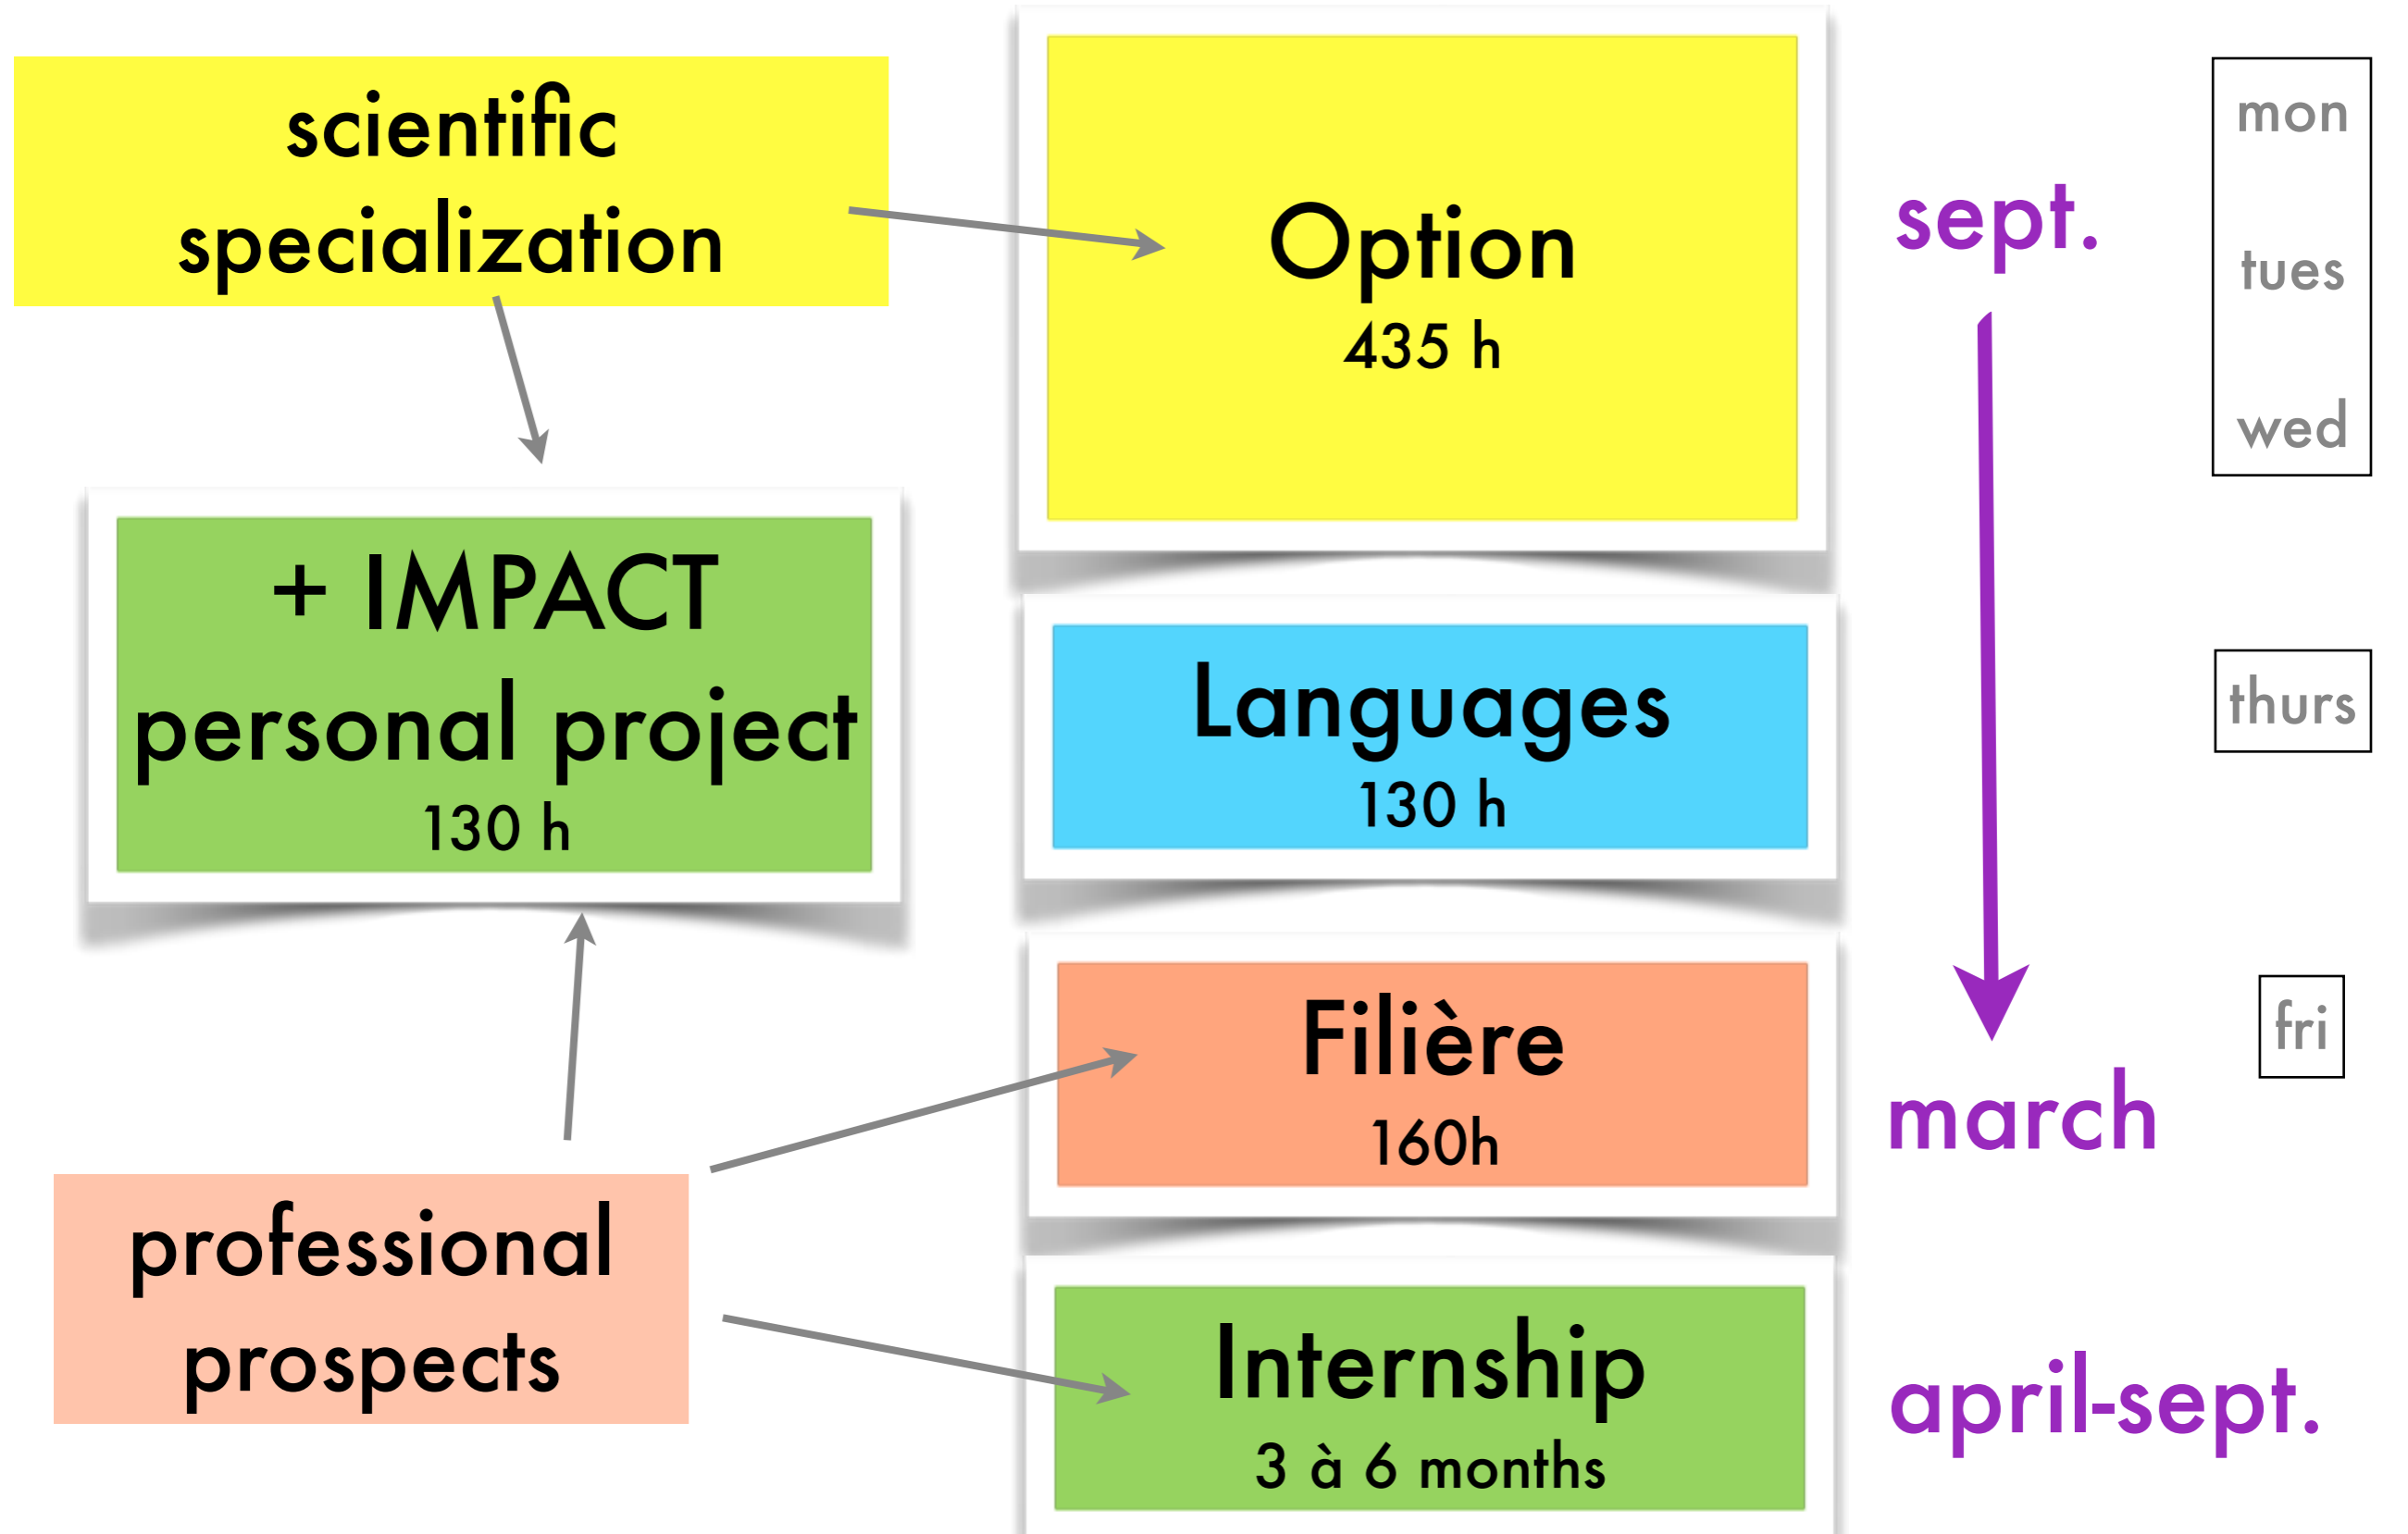 scientific
specialization
Option
435 h
sept.
mon
tues
wed
+ IMPACT
personal project
130 h
Languages
130 h
thurs
Filière
160h
march
fri
professional
prospects
Internship
3 à 6 months
april-sept.